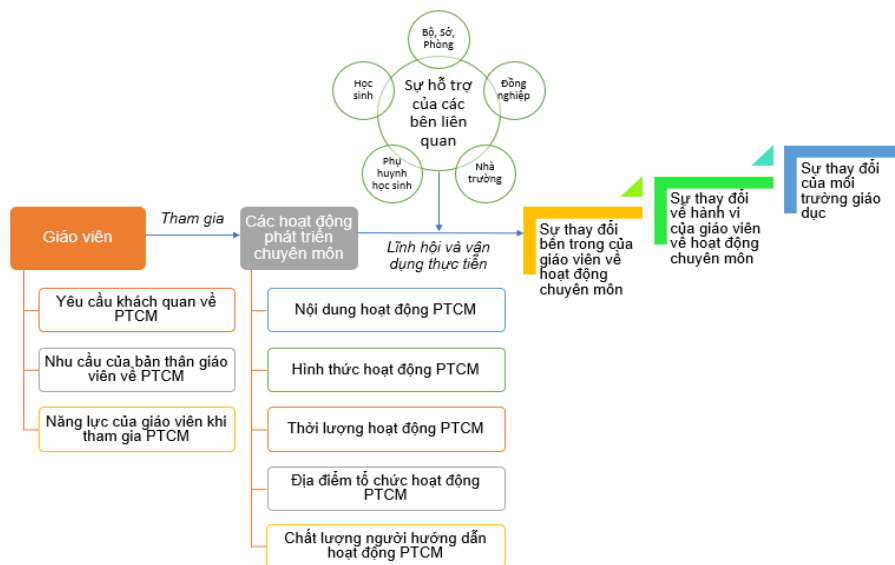 Bộ, Sở,
Phòng
Học
sinh
Sự hỗ trợ
của các
bên liên
quan
Đồng
nghiệp
Phụ
huynh
học sinh
Nhà
trường
Giáo viên
Tham gia
Các hoạt động
phát triển
chuyên môn
Lĩnh hội và vận
dụng thực tiễn
Sự thay đổi
bên trong của
giáo viên về
hoạt động
chuyên môn
Sự thay đổi
về hành vi
của giáo viên
về hoạt động
chuyên môn
Sự thay đổi
của môi
trường giáo
dục
Yêu cầu khách quan về
PTCM
Nhu cầu của bản thân giáo
viên về PTCM
Năng lực của giáo viên khi
tham gia PTCM
Nội dung hoạt động PTCM
Hình thức hoạt động PTCM
Thời lượng hoạt động PTCM
Địa điểm tổ chức hoạt động
PTCM
Chất lượng người hướng dẫn
hoạt động PTCM